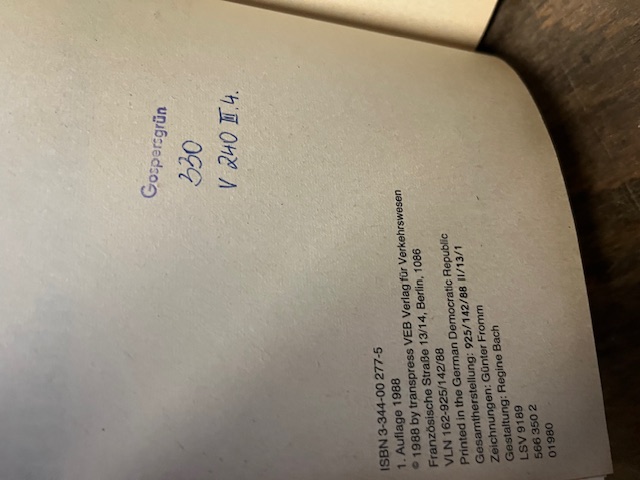 Gospersgrün
330
V 240 III.4.
ISBN 3-344-00 277-5
1. Auflage 1988
© 1988 by transpress VEB Verlag für Verkehrswesen
Französische Straße 13/14, Berlin, 1086
VLN 162-925/142/88
Printed in the German Democratic Republic
Gesamtherstellung: 925/142/88 II/13/1
Zeichnungen: Günter Fromm
Gestaltung: Regine Bach
LSV 9189
566 350 2
01980